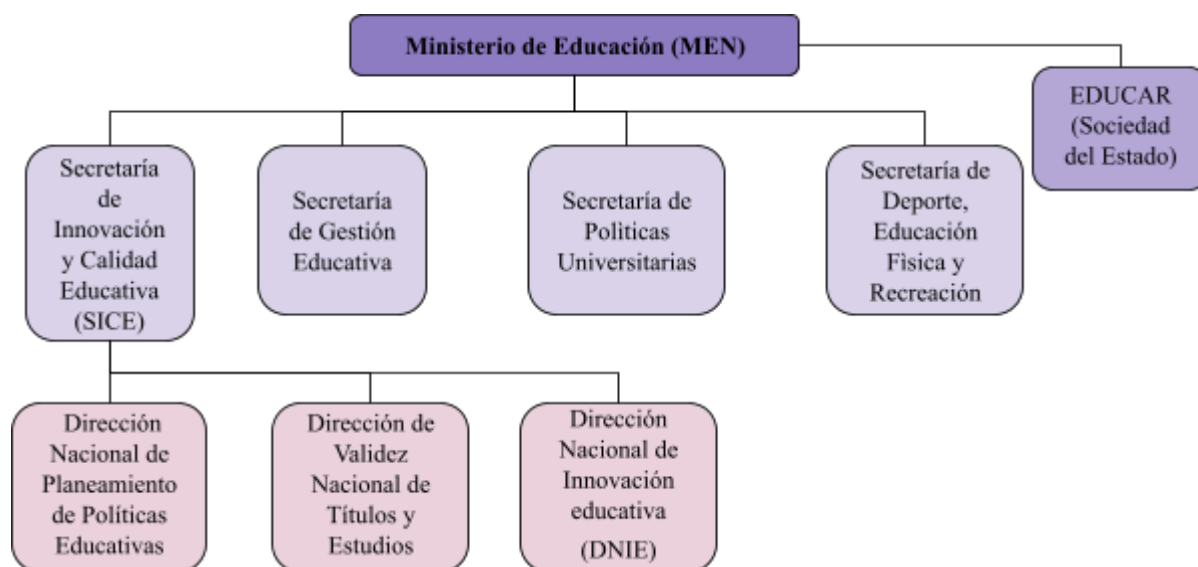 Ministerio de Educación (MEN)
EDUCAR
(Sociedad
del Estado)
Secretaría
de
Innovación
y Calidad
Educativa
(SICE)
Secretaría
de Gestión
Educativa
Secretaría de
Polìticas
Universitarias
Secretaría de
Deporte,
Educación
Fìsica y
Recreación
Dirección
Nacional de
Planeamiento
de Políticas
Educativas
Dirección de
Validez
Nacional de
Títulos y
Estudios
Dirección
Nacional de
Innovación
educativa
(DNIE)